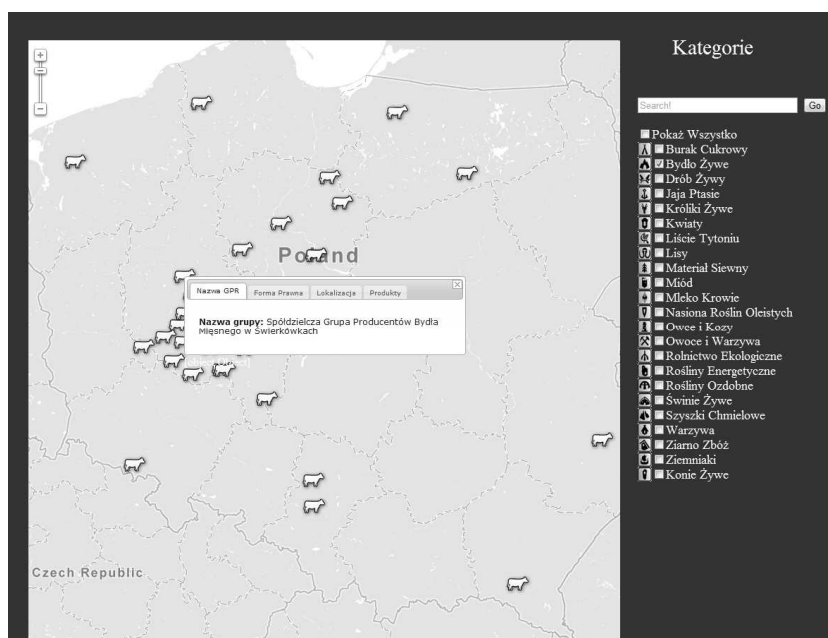 Kategorie
Search!
Go
Pokaż Wszystko
Burak Cukrowy
Bydło Żywe
Drób Żywy
Jaja Ptasie
Króliki Żywe
Kwiaty
Liście Tytoniu
Lisy
Materiał Siewny
Miód
Mleko Krowie
Nasiona Roślin Oleistych
Owce i Kozy
Owoce i Warzywa
Rolnictwo Ekologiczne
Rośliny Energetyczne
Rośliny Ozdobne
Świnie Żywe
Szyszki Chmielowe
Warzywa
Ziarno Zbóż
Ziemniaki
Konie Żywe
Poland
Nazwa GPR
Forma Prawna
Lokalizacja
Produkty
Nazwa grupy: Spółdzielcza Grupa Producentów Bydła
Mięsnego w Świerkówkach
Czech Republic